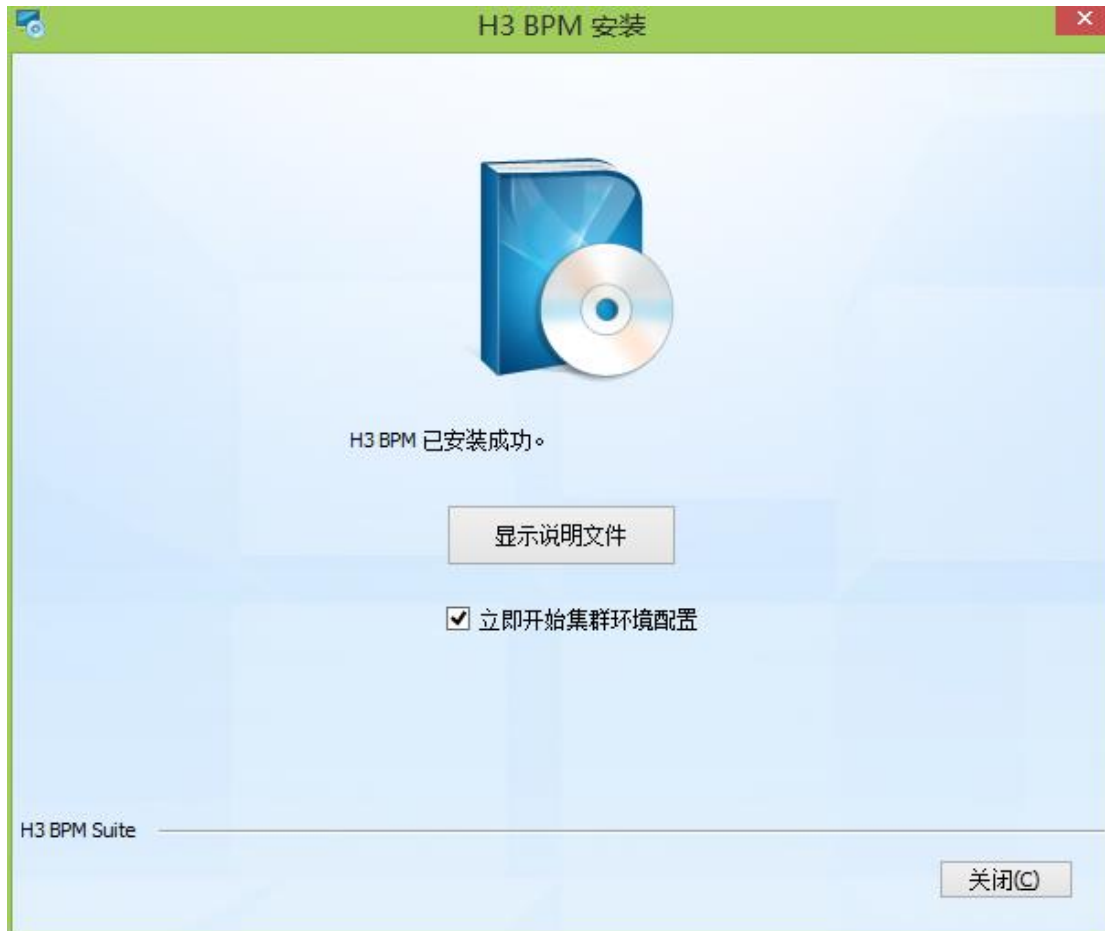 H3 BPM 安装
H3 BPM 已安装成功。
显示说明文件
立即开始集群环境配置
H3 BPM Suite
关闭(C)